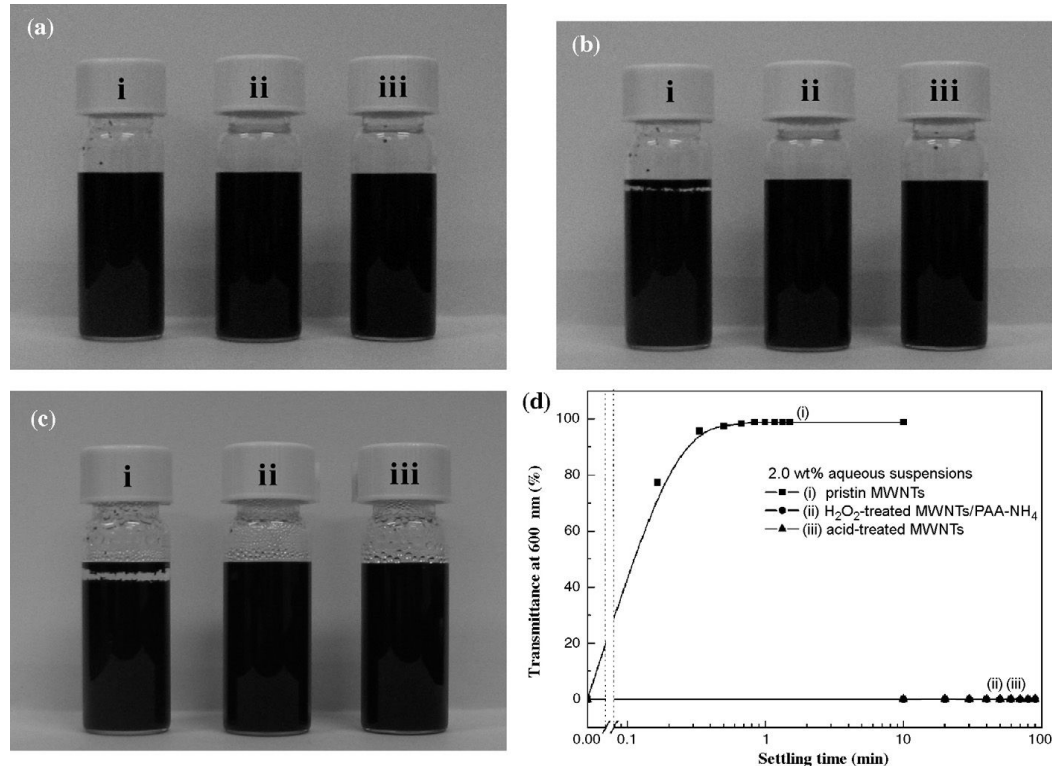 (a)
i ii iii
(b)
i ii iii
(c)
i ii iii
(d)
Transmittance at 600 nm (%)
100
80
60
40
20
0
(i)
2.0 wt% aqueous suspensions
(i) pristin MWNTs
(ii) H₂O₂-treated MWNTs/PAA-NH₄
(iii) acid-treated MWNTs
(ii) (iii)
0.00 0.1 1 10 100
Settling time (min)